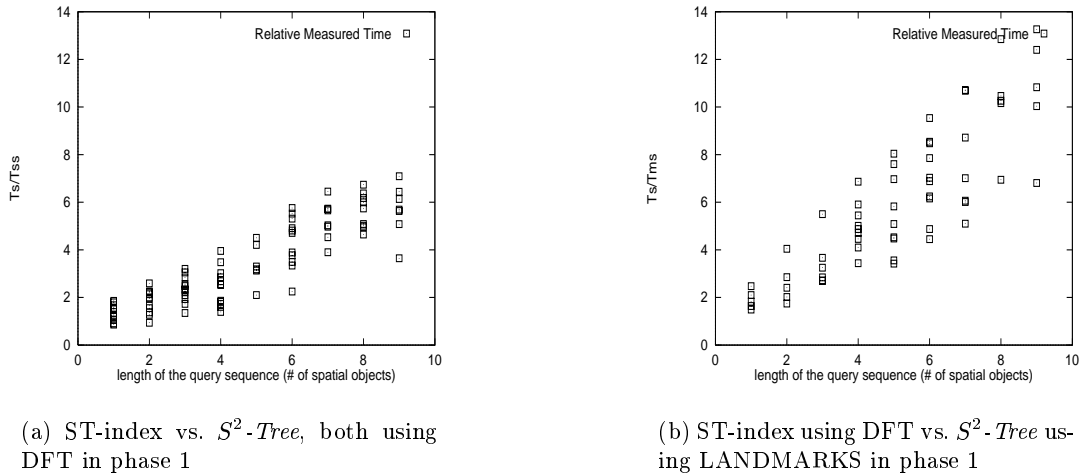 14
12
10
8
6
4
2
0
Ts/Tss
Relative Measured Time
0 2 4 6 8 10
length of the query sequence (# of spatial objects)
(a) ST-index vs. S²-Tree, both using
DFT in phase 1
14
12
10
8
6
4
2
0
Ts/Tms
Relative Measured Time
0 2 4 6 8 10
length of the query sequence (# of spatial objects)
(b) ST-index using DFT vs. S²-Tree us-
ing LANDMARKS in phase 1